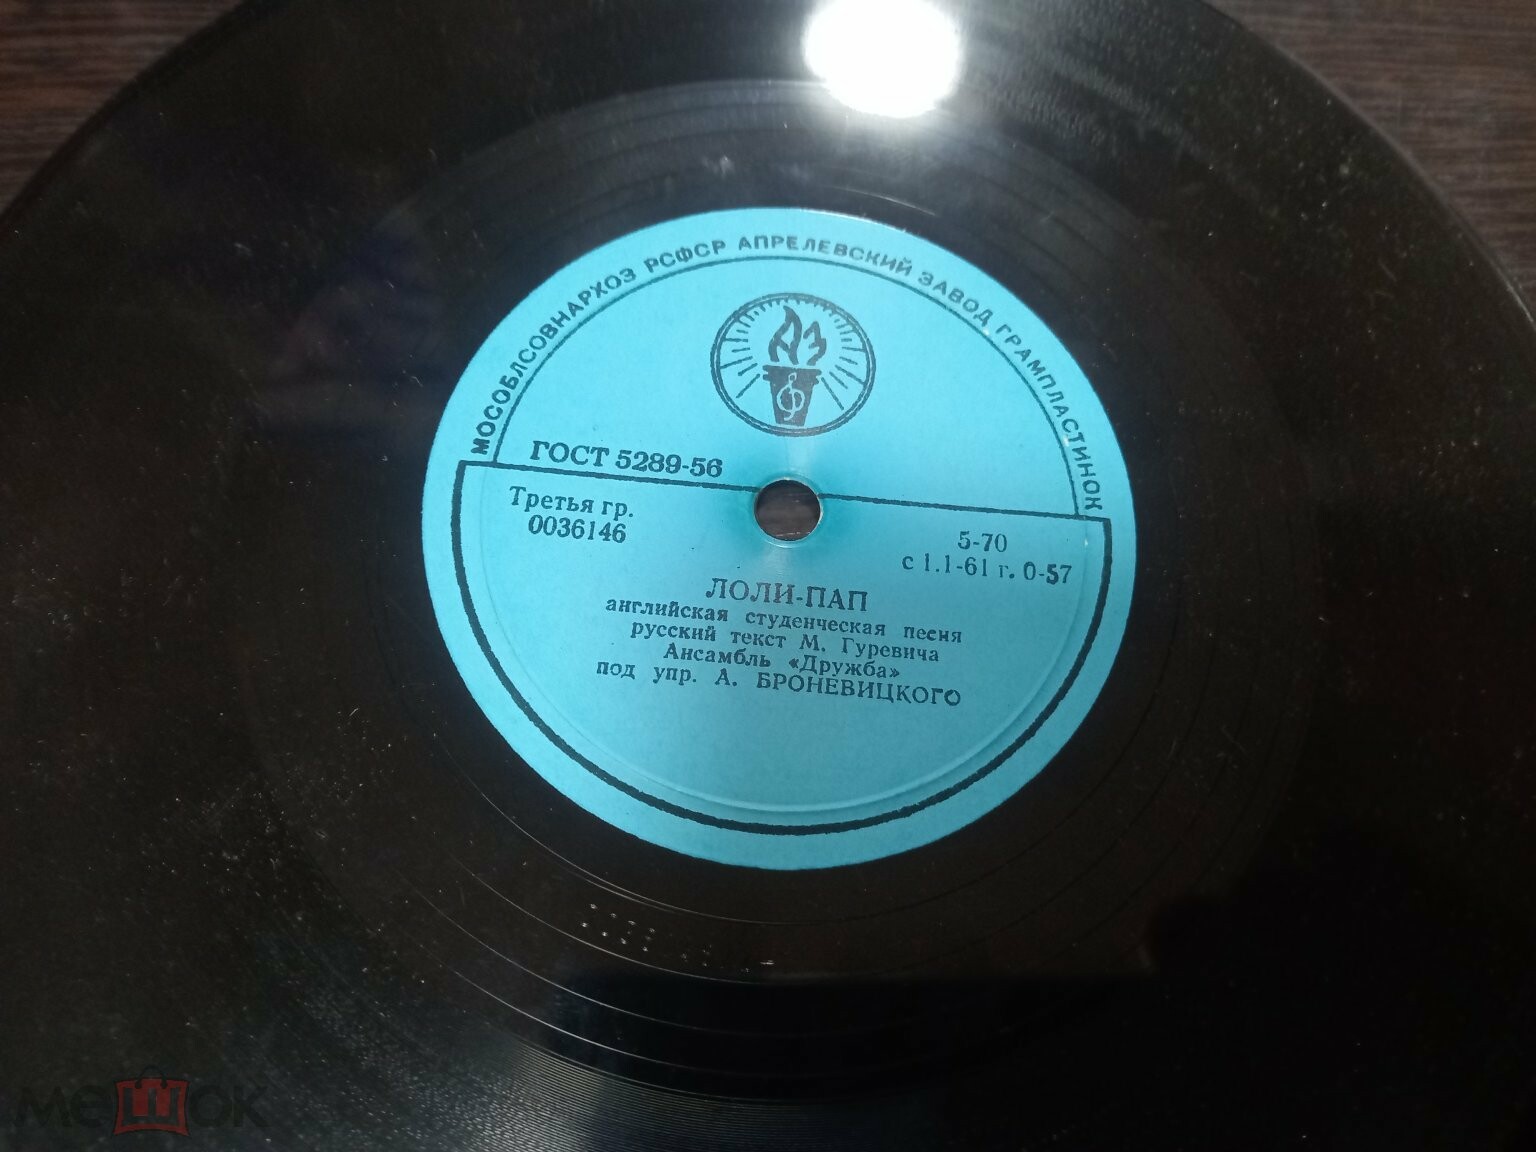 МОСОБЛСОВНАРХОЗ РСФСР АПРЕЛЕВСКИЙ ЗАВОД ГРАМПЛАСТИНОК
АЗ
ГОСТ 5289-56
Третья гр.
0036146
5-70
с 1.1-61 г. 0-57
ЛОЛИ-ПАП
английская студенческая песня
русский текст М. Гуревича
Ансамбль «Дружба»
под упр. А. БРОНЕВИЦКОГО
мешок